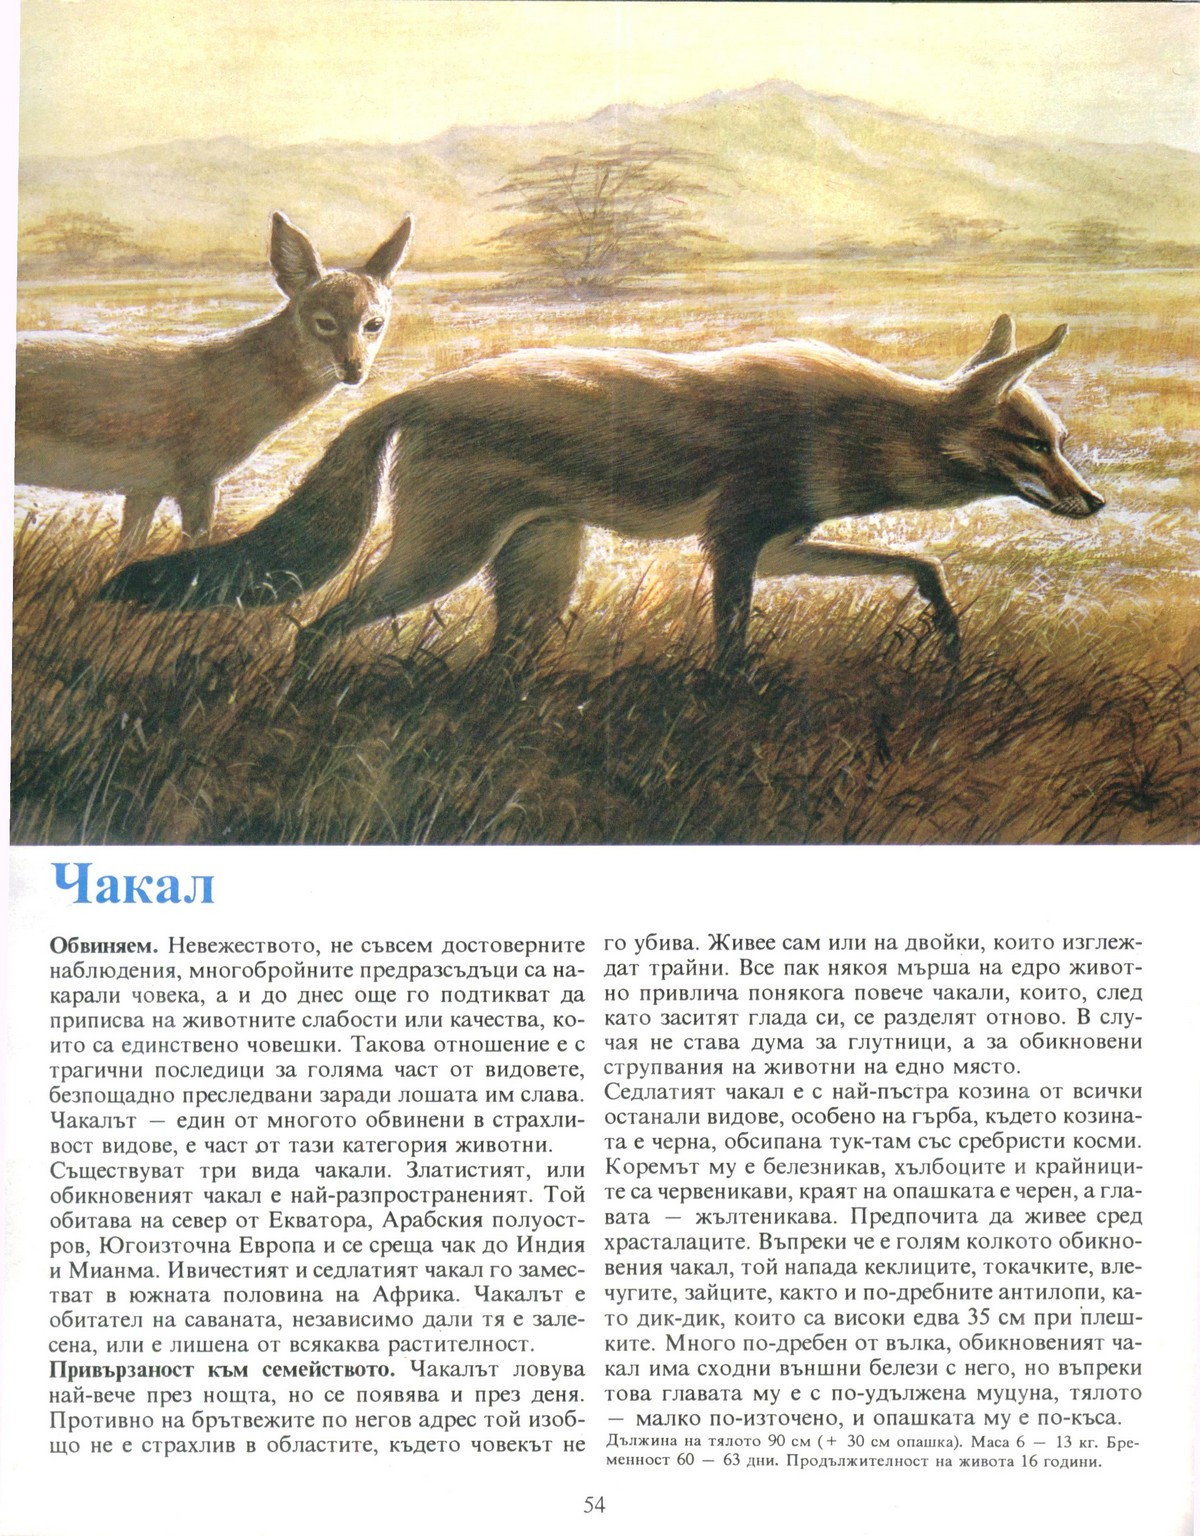 Чакал
Обвиняем. Невежеството, не съвсем достоверните
наблюдения, многобройните предразсъдъци са на-
карали човека, а и до днес още го подтикват да
приписва на животните слабости или качества, ко-
ито са единствено човешки. Такова отношение е с
трагични последици за голяма част от видовете,
безпощадно преследвани заради лошата им слава.
Чакалът — един от многото обвинени в страхли-
вост видове, е част от тази категория животни.
Съществуват три вида чакали. Златистият, или
обикновеният чакал е най-разпространеният. Той
обитава на север от Екватора, Арабския полуост-
ров, Югоизточна Европа и се среща чак до Индия
и Мианма. Ивичестият и седлатият чакал го замес-
тват в южната половина на Африка. Чакалът е
обитател на саваната, независимо дали тя е зале-
сена, или е лишена от всякаква растителност.
Привързаност към семейството. Чакалът ловува
най-вече през нощта, но се появява и през деня.
Противно на брътвежите по негов адрес той изоб-
що не е страхлив в областите, където човекът не
го убива. Живее сам или на двойки, които изглеж-
дат трайни. Все пак някоя мърша на едро живот-
но привлича понякога повече чакали, които, след
като заситят глада си, се разделят отново. В слу-
чая не става дума за глутници, а за обикновени
струпвания на животни на едно място.
Седлатият чакал е с най-пъстра козина от всички
останали видове, особено на гърба, където козина-
та е черна, обсипана тук-там със сребристи косми.
Коремът му е белезникав, хълбоците и крайници-
те са червеникави, краят на опашката е черен, а гла-
вата — жълтеникава. Предпочита да живее сред
храсталаците. Въпреки че е голям колкото обикно-
вения чакал, той напада кеклиците, токачките, вле-
чугите, зайците, както и по-дребните антилопи, ка-
то дик-дик, които са високи едва 35 см при плеш-
ките. Много по-дребен от вълка, обикновеният ча-
кал има сходни външни белези с него, но въпреки
това главата му е с по-удължена муцуна, тялото
— малко по-източено, и опашката му е по-къса.
Дължина на тялото 90 см (+ 30 см опашка). Маса 6 — 13 кг. Бре-
менност 60 — 63 дни. Продължителност на живота 16 години.
54